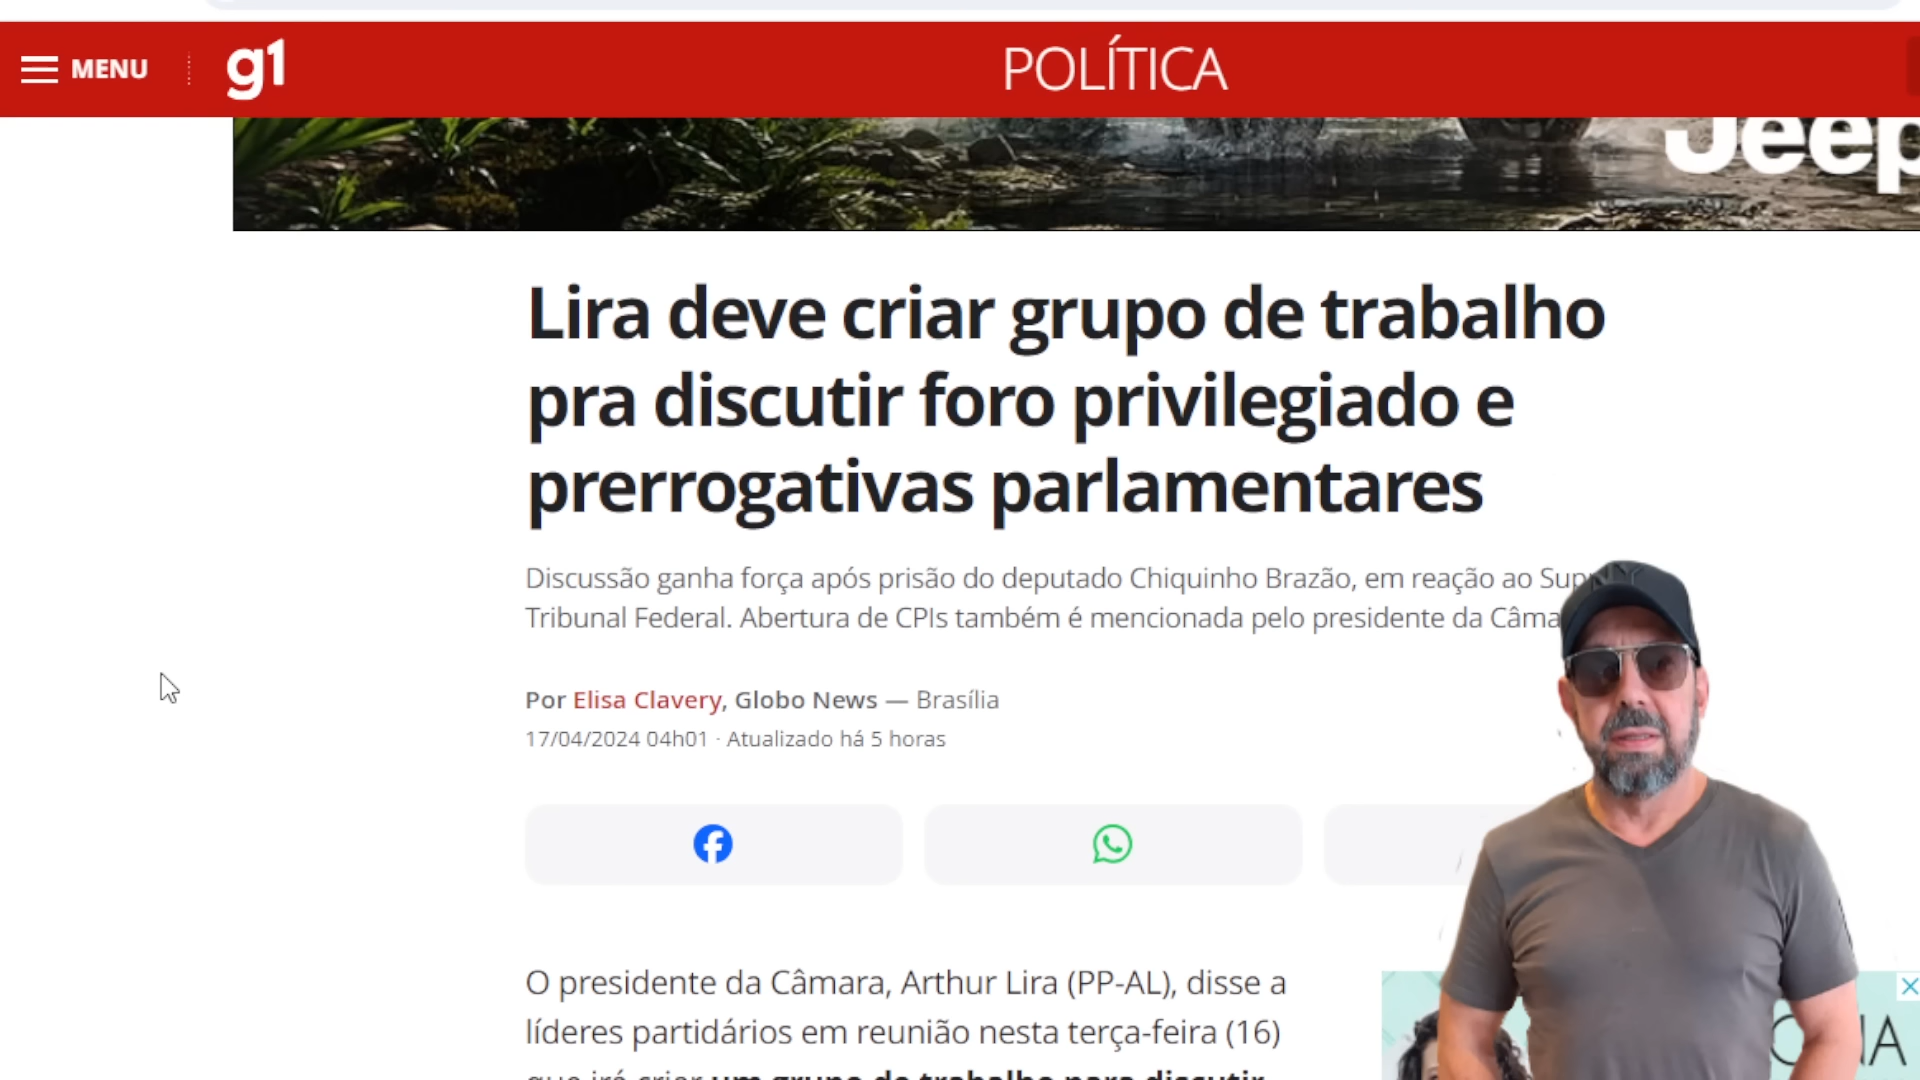 MENU
g1
POLÍTICA
Jeep
Lira deve criar grupo de trabalho
pra discutir foro privilegiado e
prerrogativas parlamentares
Discussão ganha força após prisão do deputado Chiquinho Brazão, em reação ao
Tribunal Federal. Abertura de CPIs também é mencionada pelo presidente da
Por Elisa Clavery, Globo News — Brasília
17/04/2024 04h01 · Atualizado há 5 horas
O presidente da Câmara, Arthur Lira (PP-AL), disse a
líderes partidários em reunião nesta terça-feira (16)
que irá criar um grupo de trabalho para discutir